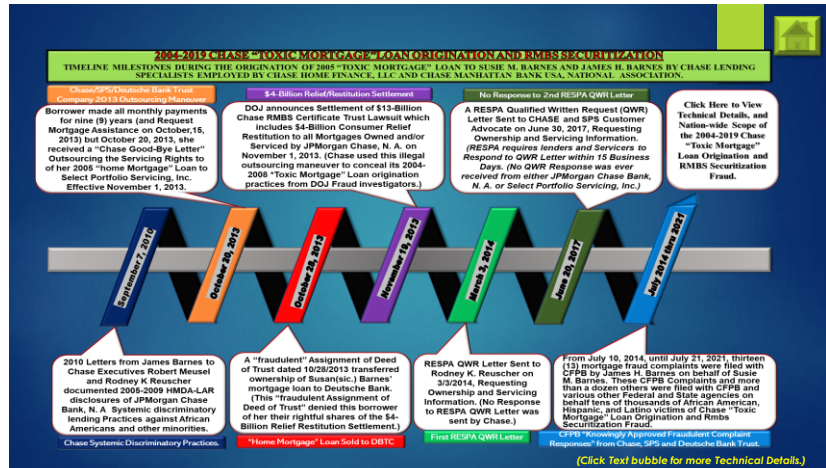 2004-2019 CHASE “TOXIC MORTGAGE” LOAN ORIGINATION AND RMBS SECURITIZATION
TIMELINE MILESTONES DURING THE ORIGINATION OF 2005 “TOXIC MORTGAGE” LOAN TO SUSIE M. BARNES AND JAMES H. BARNES BY CHASE LENDING
SPECIALISTS EMPLOYED BY CHASE HOME FINANCE, LLC AND CHASE MANHATTAN BANK USA, NATIONAL ASSOCIATION.
Chase/SPS/Deutsche Bank Trust
Company 2013 Outsourcing Maneuver
Borrower made all monthly payments
for nine (9) years (and Request
Mortgage Assistance on October,15,
2013) but October 20, 2013, she
received a “Chase Good-Bye Letter”
Outsourcing the Servicing Rights to
of her 2005 “home Mortgage” Loan to
Select Portfolio Servicing, Inc.
Effective November 1, 2013.
$4-Billion Relief/Restitution Settlement
DOJ announces Settlement of $13-Billion
Chase RMBS Certificate Trust Lawsuit which
includes $4-Billion Consumer Relief
Restitution to all Mortgages Owned and/or
Serviced by JPMorgan Chase, N. A. on
November 1, 2013. (Chase used this illegal
outsourcing maneuver to conceal its 2004-
2008 “Toxic Mortgage” Loan origination
practices from DOJ Fraud investigators.)
No Response to 2nd RESPA QWR Letter
A RESPA Qualified Written Request (QWR)
Letter Sent to CHASE and SPS Customer
Advocate on June 30, 2017, Requesting
Ownership and Servicing Information.
(RESPA requires lenders and Servicers to
Respond to QWR Letter within 15 Business
Days. (No QWR Response was ever
received from either JPMorgan Chase Bank,
N. A. or Select Portfolio Servicing, Inc.)
Click Here to View
Technical Details, and
Nation-wide Scope of
the 2004-2019 Chase
“Toxic Mortgage”
Loan Origination and
RMBS Securitization
Fraud.
September 7, 2010
October 20, 2013
October 28, 2013
November 19, 2013
March 3, 2014
June 20, 2017
July 2014 thru 2021
2010 Letters from James Barnes to
Chase Executives Robert Meusel
and Rodney K Reuscher
documented 2005-2009 HMDA-LAR
disclosures of JPMorgan Chase
Bank, N. A Systemic discriminatory
lending Practices against African
Americans and other minorities.
Chase Systemic Discriminatory Practices.
A “fraudulent” Assignment of Deed
of Trust dated 10/28/2013 transferred
ownership of Susan(sic.) Barnes’
mortgage loan to Deutsche Bank.
(This “fraudulent Assignment of
Deed of Trust” denied this borrower
of her their rightful shares of the $4-
Billion Relief Restitution Settlement.)
“Home Mortgage” Loan Sold to DBTC
RESPA QWR Letter Sent to
Rodney K. Reuscher on
3/3/2014, Requesting
Ownership and Servicing
Information. (No Response
to RESPA QWR Letter was
sent by Chase.)
First RESPA QWR Letter
From July 10, 2014, until July 21, 2021, thirteen
(13) mortgage fraud complaints were filed with
CFPB by James H. Barnes on behalf of Susie
M. Barnes. These CFPB Complaints and more
than a dozen others were filed with CFPB and
various other Federal and State agencies on
behalf tens of thousands of African American,
Hispanic, and Latino victims of Chase “Toxic
Mortgage” Loan Origination and Rmbs
Securitization Fraud.
CFPB “Knowingly Approved Fraudulent Complaint
Responses” from Chase, SPS and Deutsche Bank Trust.
(Click Text bubble for more Technical Details.)